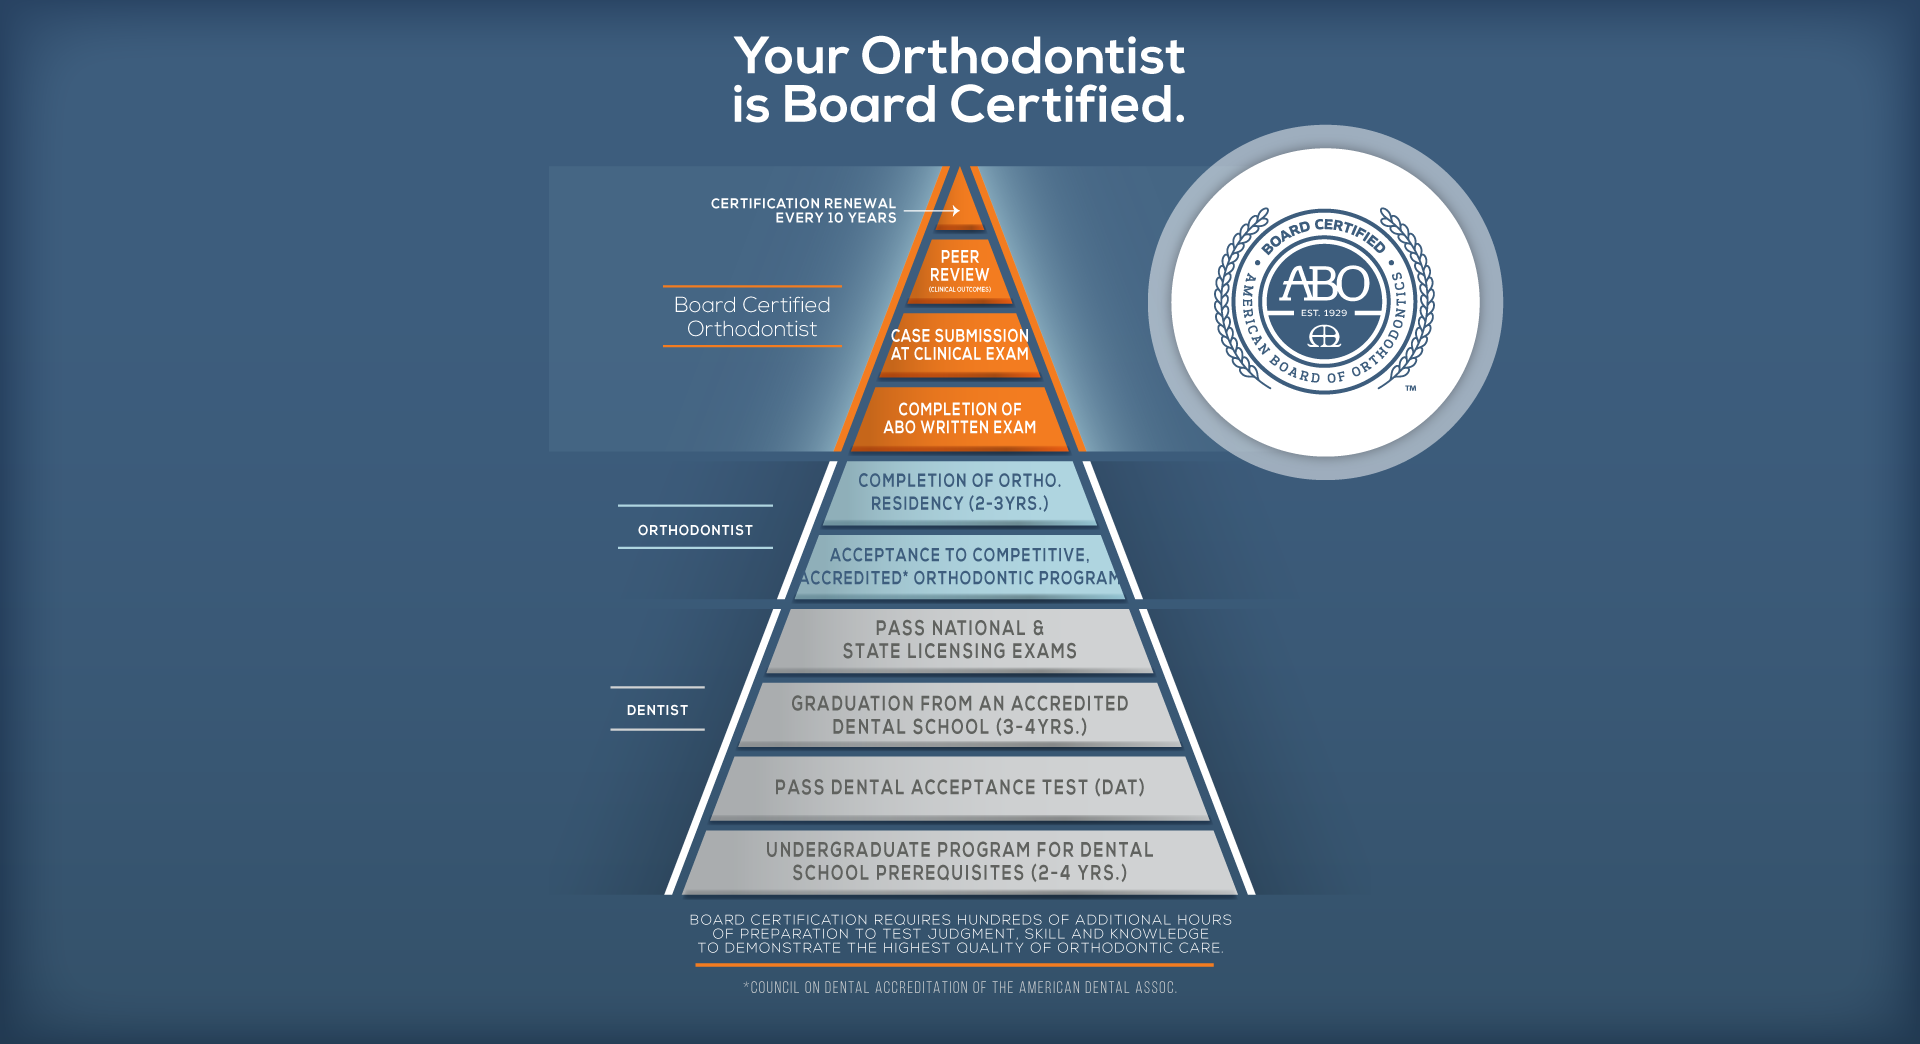 Your Orthodontist
is Board Certified.
CERTIFICATION RENEWAL
EVERY 10 YEARS
PEER
REVIEW
(CLINICAL OUTCOMES)
Board Certified
Orthodontist
CASE SUBMISSION
AT CLINICAL EXAM
COMPLETION OF
ABO WRITTEN EXAM
• BOARD CERTIFIED •
ABO
EST. 1929
AMERICAN BOARD OF ORTHODONTICS
TM
COMPLETION OF ORTHO.
RESIDENCY (2-3YRS.)
ORTHODONTIST
ACCEPTANCE TO COMPETITIVE,
ACCREDITED* ORTHODONTIC PROGRAM
PASS NATIONAL &
STATE LICENSING EXAMS
DENTIST
GRADUATION FROM AN ACCREDITED
DENTAL SCHOOL (3-4YRS.)
PASS DENTAL ACCEPTANCE TEST (DAT)
UNDERGRADUATE PROGRAM FOR DENTAL
SCHOOL PREREQUISITES (2-4 YRS.)
BOARD CERTIFICATION REQUIRES HUNDREDS OF ADDITIONAL HOURS
OF PREPARATION TO TEST JUDGMENT, SKILL AND KNOWLEDGE
TO DEMONSTRATE THE HIGHEST QUALITY OF ORTHODONTIC CARE.
*COUNCIL ON DENTAL ACCREDITATION OF THE AMERICAN DENTAL ASSOC.